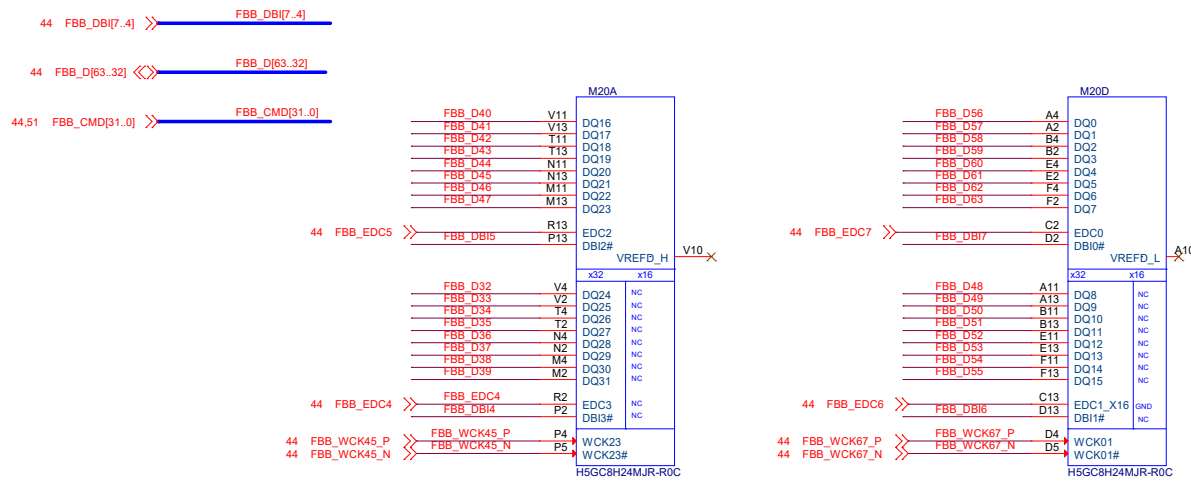 44 FBB_DBI[7..4] FBB_DBI[7..4]
44 FBB_D[63..32] FBB_D[63..32]
44,51 FBB_CMD[31..0] FBB_CMD[31..0]
M20A
FBB_D40 V11 DQ16
FBB_D41 V13 DQ17
FBB_D42 T11 DQ18
FBB_D43 T13 DQ19
FBB_D44 N11 DQ20
FBB_D45 N13 DQ21
FBB_D46 M11 DQ22
FBB_D47 M13 DQ23
44 FBB_EDC5 R13 EDC2
FBB_DBI5 P13 DBI2#
VREFD_H V10
x32 x16
FBB_D32 V4 DQ24 NC
FBB_D33 V2 DQ25 NC
FBB_D34 T4 DQ26 NC
FBB_D35 T2 DQ27 NC
FBB_D36 N4 DQ28 NC
FBB_D37 N2 DQ29 NC
FBB_D38 M4 DQ30 NC
FBB_D39 M2 DQ31 NC
44 FBB_EDC4 FBB_EDC4 R2 EDC3 NC
FBB_DBI4 P2 DBI3# NC
44 FBB_WCK45_P FBB_WCK45_P P4 WCK23
44 FBB_WCK45_N FBB_WCK45_N P5 WCK23#
H5GC8H24MJR-R0C
M20D
FBB_D56 A4 DQ0
FBB_D57 A2 DQ1
FBB_D58 B4 DQ2
FBB_D59 B2 DQ3
FBB_D60 E4 DQ4
FBB_D61 E2 DQ5
FBB_D62 F4 DQ6
FBB_D63 F2 DQ7
44 FBB_EDC7 C2 EDC0
FBB_DBI7 D2 DBI0#
VREFD_L A10
x32 x16
FBB_D48 A11 DQ8 NC
FBB_D49 A13 DQ9 NC
FBB_D50 B11 DQ10 NC
FBB_D51 B13 DQ11 NC
FBB_D52 E11 DQ12 NC
FBB_D53 E13 DQ13 NC
FBB_D54 F11 DQ14 NC
FBB_D55 F13 DQ15 NC
44 FBB_EDC6 C13 EDC1_X16 GND
FBB_DBI6 D13 DBI1# NC
44 FBB_WCK67_P FBB_WCK67_P D4 WCK01
44 FBB_WCK67_N FBB_WCK67_N D5 WCK01#
H5GC8H24MJR-R0C